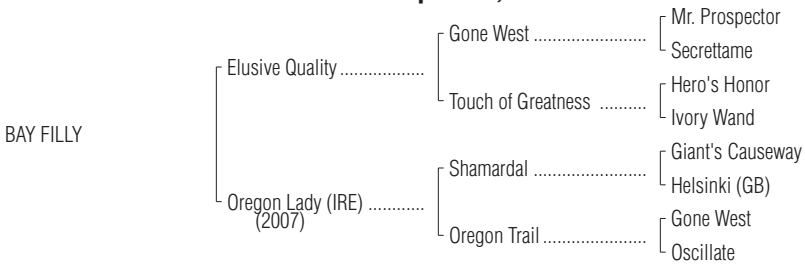 Mr. Prospector
Gone West ........................
Secrettame
Elusive Quality ..................
Hero's Honor
Touch of Greatness ..........
Ivory Wand
BAY FILLY
Giant's Causeway
Shamardal ........................
Helsinki (GB)
Oregon Lady (IRE) ............
(2007)
Gone West
Oregon Trail ......................
Oscillate